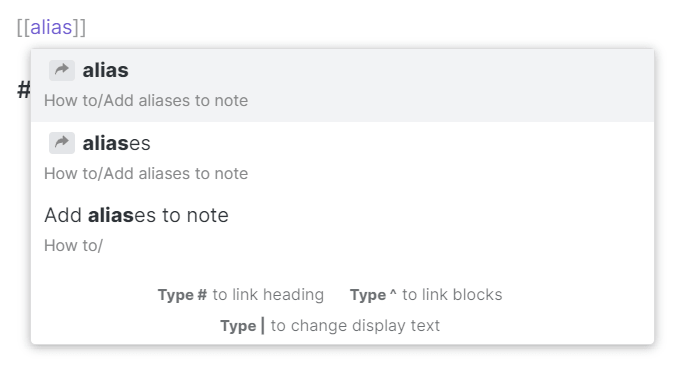 [[alias]]
#
alias
How to/Add aliases to note
aliases
How to/Add aliases to note
Add aliases to note
How to/
Type # to link heading Type ^ to link blocks
Type | to change display text